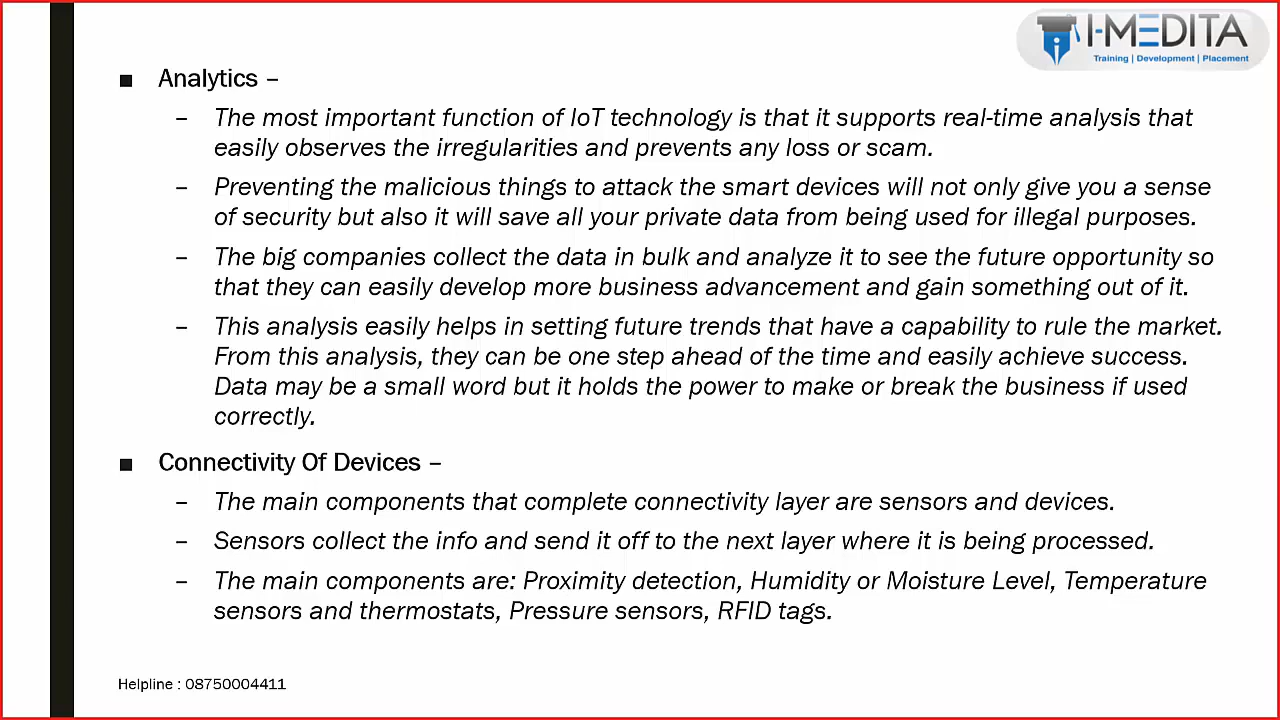 I-MEDITA
Training | Development | Placement
■ Analytics –
– The most important function of IoT technology is that it supports real-time analysis that
easily observes the irregularities and prevents any loss or scam.
– Preventing the malicious things to attack the smart devices will not only give you a sense
of security but also it will save all your private data from being used for illegal purposes.
– The big companies collect the data in bulk and analyze it to see the future opportunity so
that they can easily develop more business advancement and gain something out of it.
– This analysis easily helps in setting future trends that have a capability to rule the market.
From this analysis, they can be one step ahead of the time and easily achieve success.
Data may be a small word but it holds the power to make or break the business if used
correctly.
■ Connectivity Of Devices –
– The main components that complete connectivity layer are sensors and devices.
– Sensors collect the info and send it off to the next layer where it is being processed.
– The main components are: Proximity detection, Humidity or Moisture Level, Temperature
sensors and thermostats, Pressure sensors, RFID tags.
Helpline : 08750004411